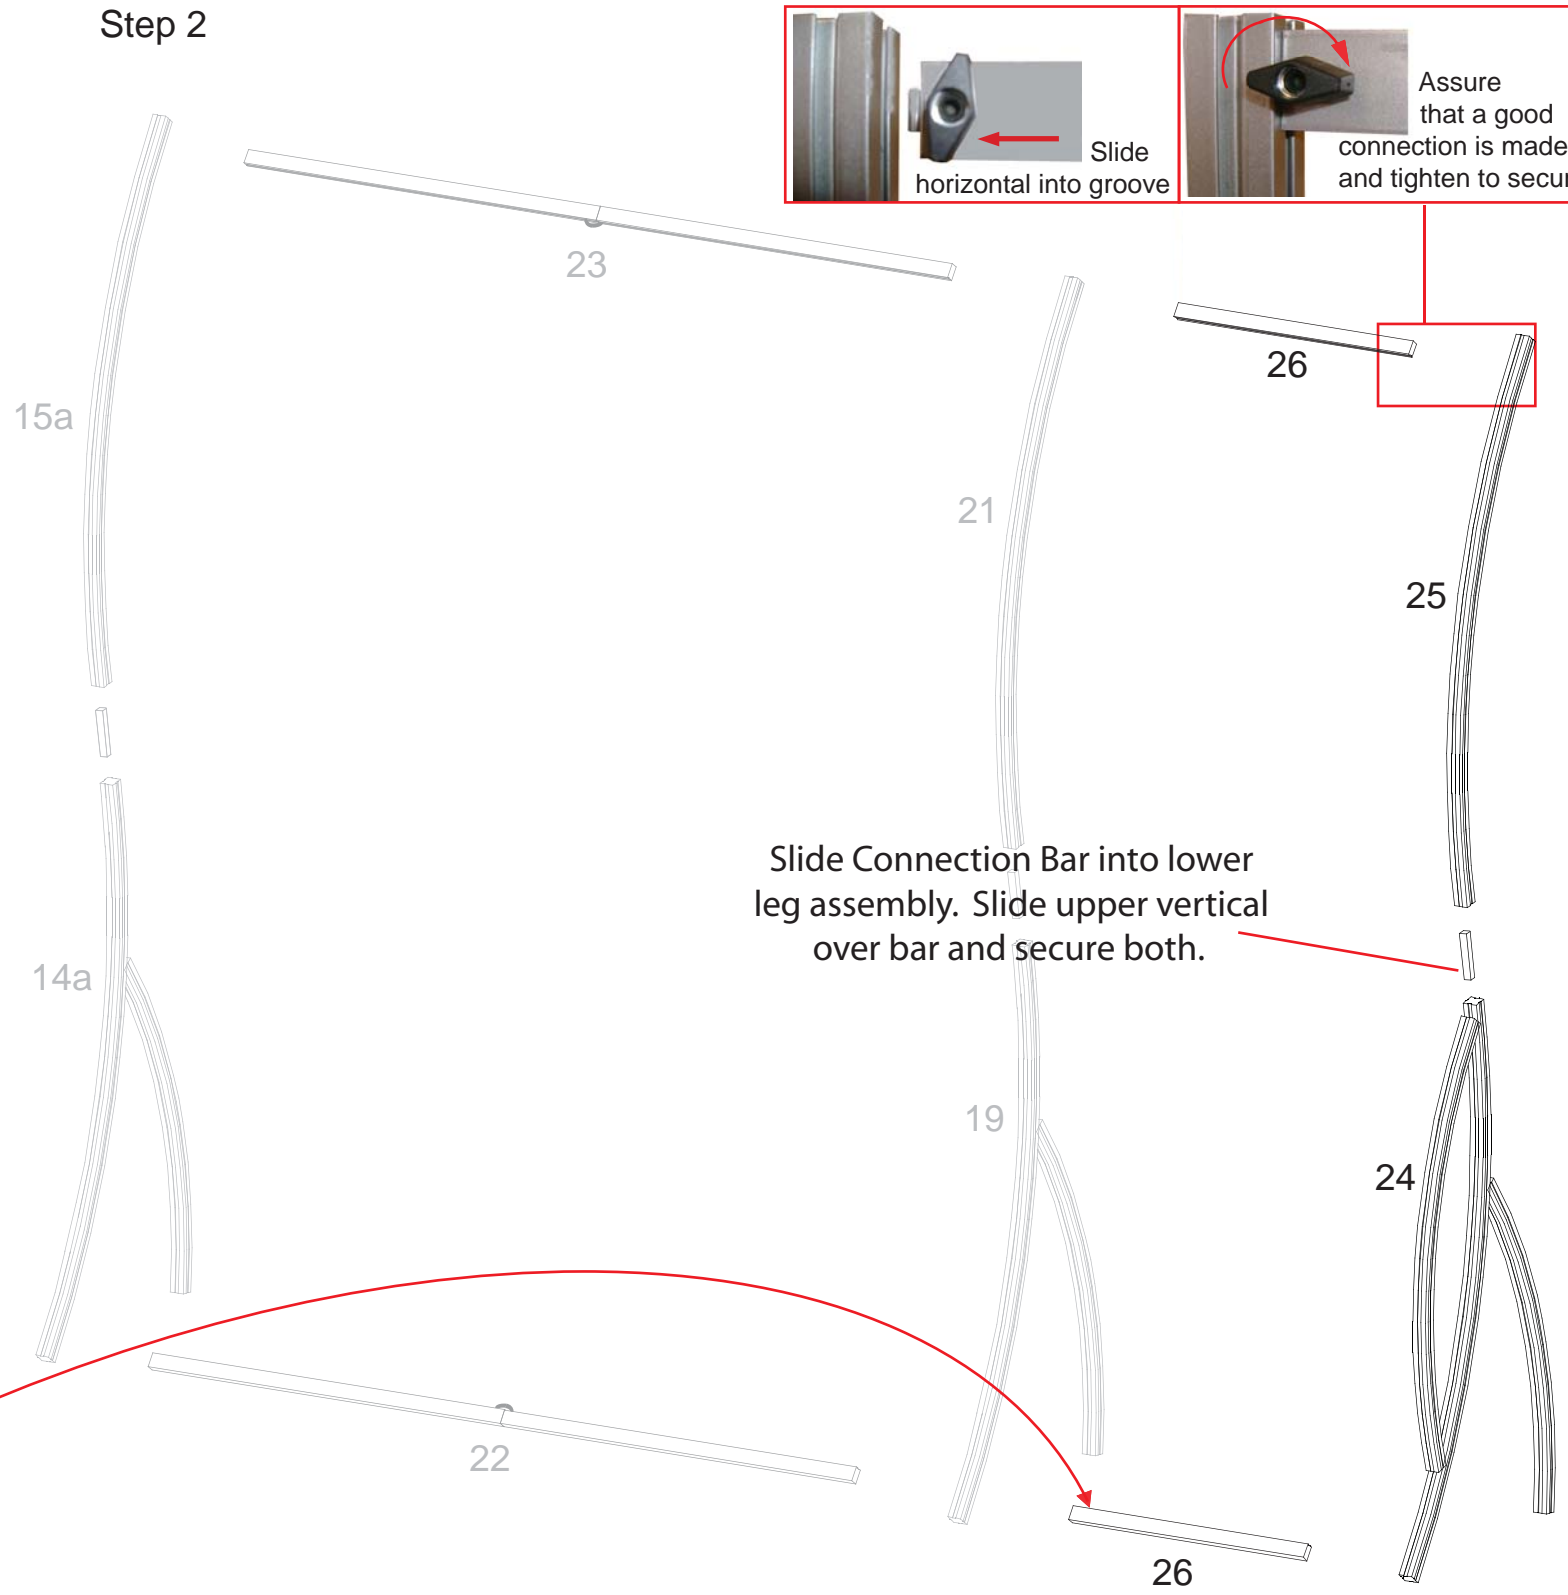 Step 2
Slide
horizontal into groove
Assure
that a good
connection is made
and tighten to secur
23
26
15a
21
25
Slide Connection Bar into lower
leg assembly.  Slide upper vertical
over bar and secure both.
14a
19
24
22
26